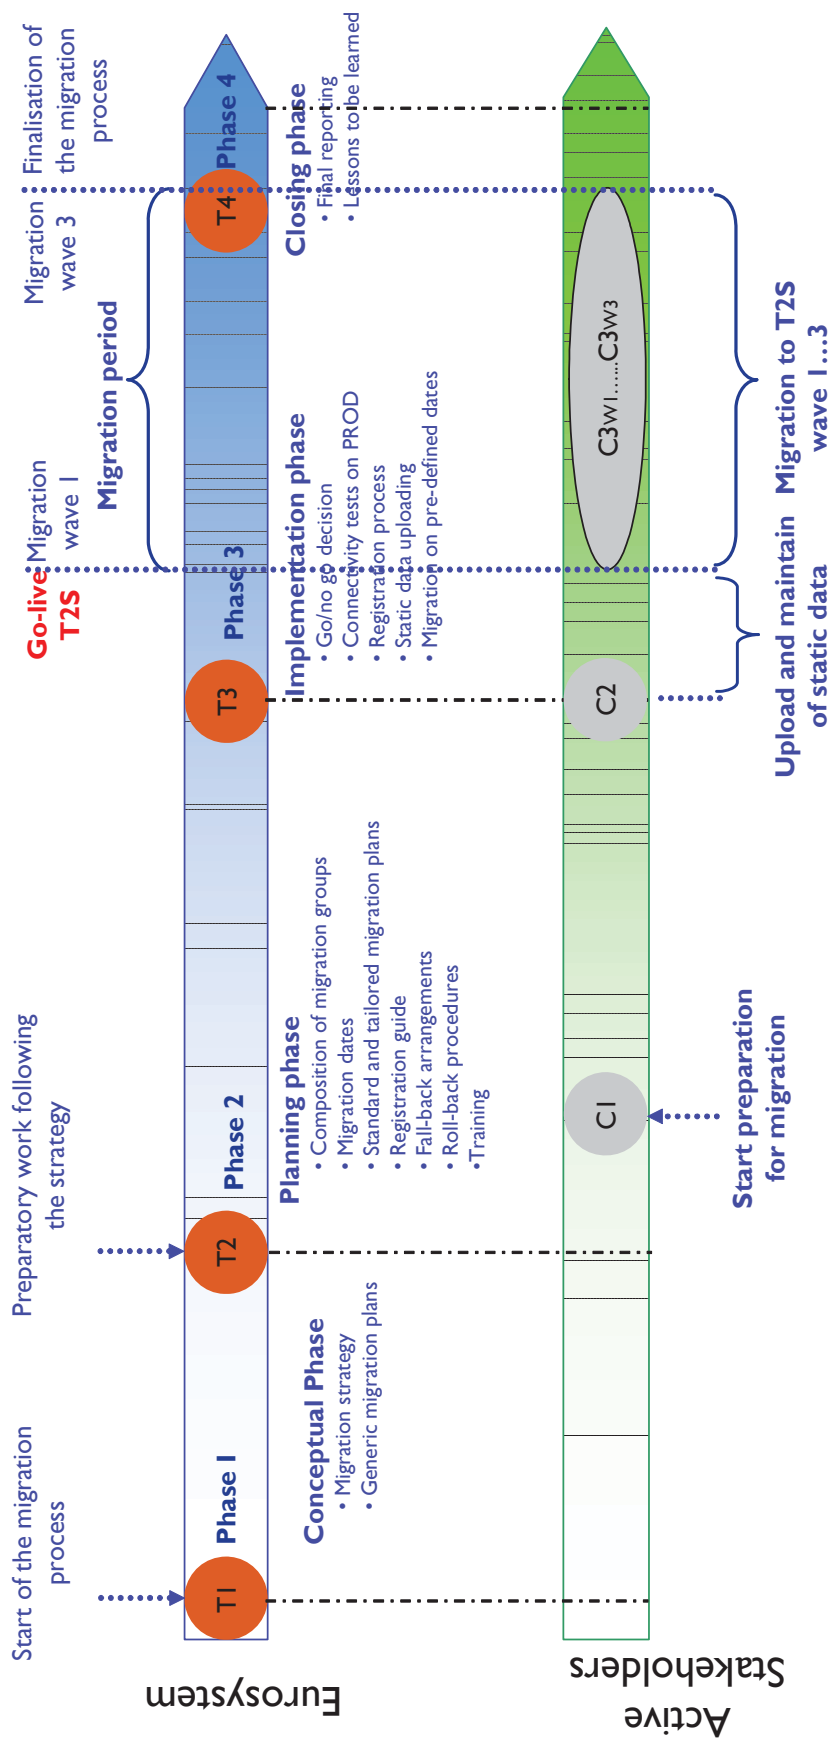 Start of the migration
process
Preparatory work following
the strategy
Go-live
T2S
Migration
wave 1
Migration period
Migration
wave 3
Finalisation of
the migration
process
Eurosystem
T1
Phase 1
T2
Phase 2
T3
Phase 3
T4
Phase 4
Conceptual Phase
• Migration strategy
• Generic migration plans
Planning phase
• Composition of migration groups
• Migration dates
• Standard and tailored migration plans
• Registration guide
• Fall-back arrangements
• Roll-back procedures
•Training
Implementation phase
• Go/no go decision
• Connectivity tests on PROD
• Registration process
• Static data uploading
• Migration on pre-defined dates
Closing phase
• Final reporting
• Lessons to be learned
Active
Stakeholders
C1
C2
C3W1……C3W3
Start preparation
for migration
Upload and maintain
of static data
Migration to T2S
wave 1…3